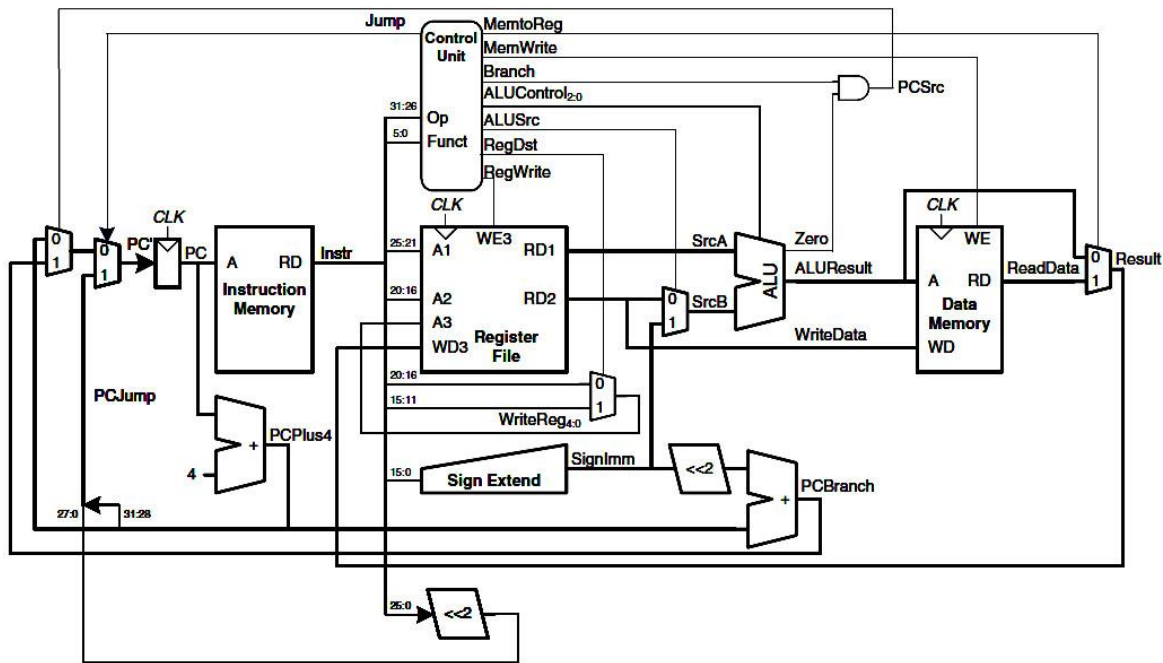 Jump
MemtoReg
Control
Unit
MemWrite
Branch
PCSrc
ALUControl2:0
31:26
Op
ALUSrc
5:0
Funct
RegDst
RegWrite
CLK
CLK
CLK
0
1
0
1
PC'
PC
A
RD
Instruction
Memory
Instr
25:21
A1
WE3
RD1
SrcA
Zero
WE
0
1
Result
20:16
A2
RD2
0
1
SrcB
ALU
ALUResult
A
RD
ReadData
Data
Memory
A3
WD3
Register
File
WriteData
WD
PCJump
20:16
0
15:11
1
WriteReg4:0
PCPlus4
+
4
15:0
Sign Extend
SignImm
<<2
+
PCBranch
27:0
31:28
25:0
<<2